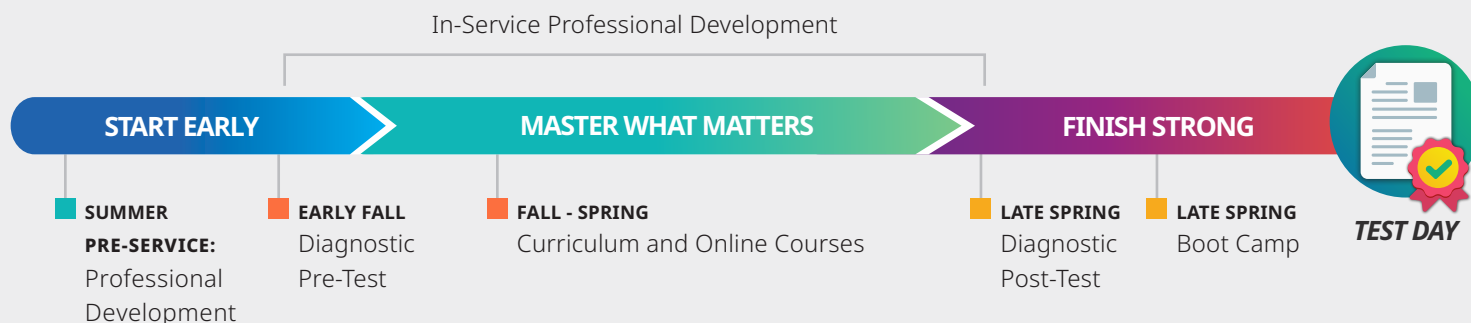 In-Service Professional Development
START EARLY
MASTER WHAT MATTERS
FINISH STRONG
SUMMER
PRE-SERVICE:
Professional
Development
EARLY FALL
Diagnostic
Pre-Test
FALL - SPRING
Curriculum and Online Courses
LATE SPRING
Diagnostic
Post-Test
LATE SPRING
Boot Camp
TEST DAY